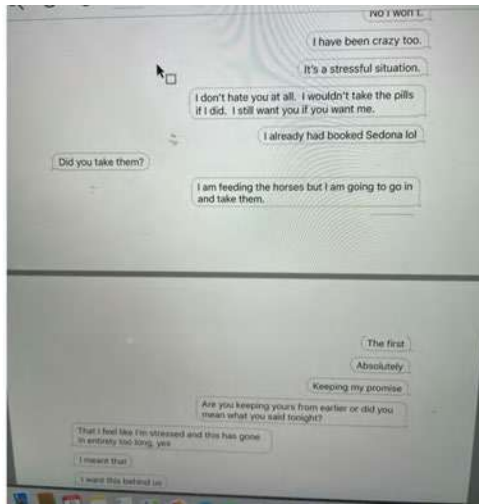 No I won't.
I have been crazy too.
It's a stressful situation.
I don't hate you at all. I wouldn't take the pills
if I did. I still want you if you want me.
I already had booked Sedona lol
Did you take them?
I am feeding the horses but I am going to go in
and take them.
The first
Absolutely
Keeping my promise
Are you keeping yours from earlier or did you
mean what you said tonight?
That I feel like I'm stressed and this has gone
in entirely too long, yes
I meant that
I want this behind us